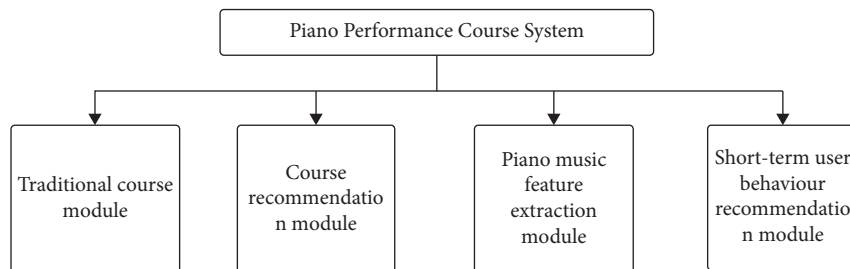 Piano Performance Course System
Traditional course
module
Course
recommendatio
n module
Piano music
feature
extraction
module
Short-term user
behaviour
recommendatio
n module